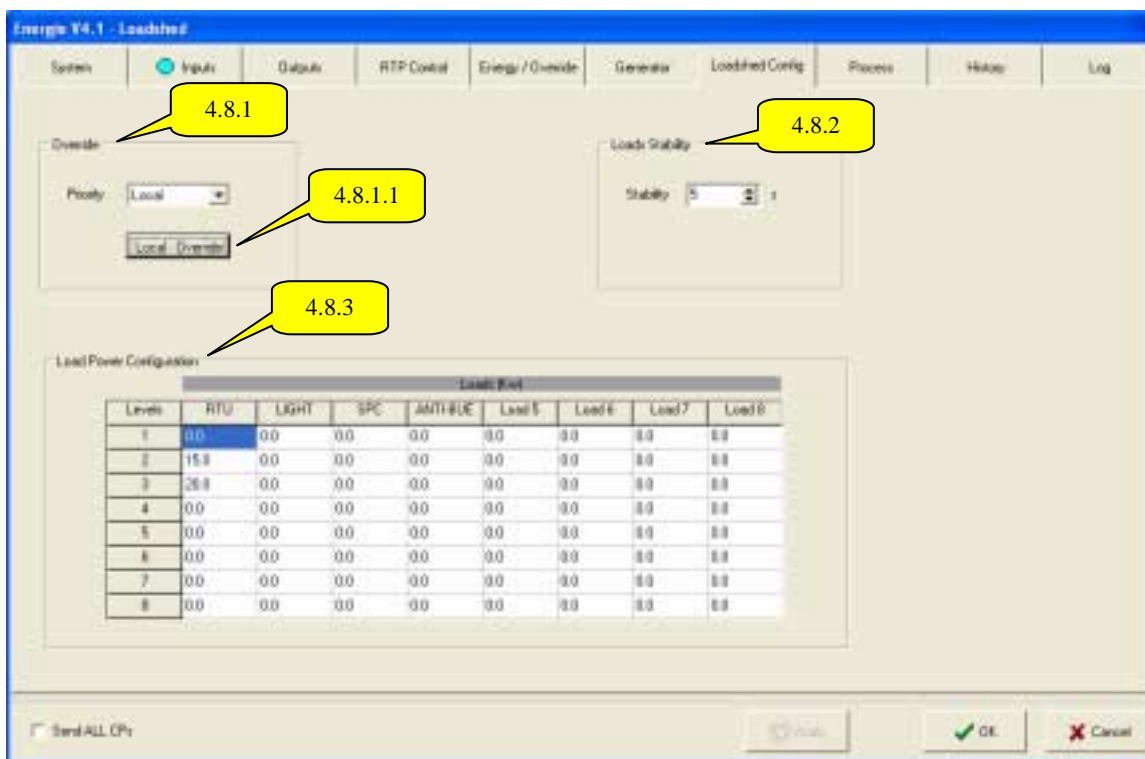 Energie V4.1 - Loadshed
System Inputs Outputs RTP Control Energy / Override Generator Loadshed Config Process History Log
4.8.1
4.8.2
Override
Loads Stability
Priority Local
Stability 5 s
4.8.1.1
Local Override
4.8.3
Load Power Configuration
Loads (Kw)
Levels RTU LIGHT SPC Load 5 Load 6 Load 7 Load 8
1 0.0 0.0 0.0 0.0 0.0 0.0 0.0 0.0
2 15.0 0.0 0.0 0.0 0.0 0.0 0.0 0.0
3 20.0 0.0 0.0 0.0 0.0 0.0 0.0 0.0
4 0.0 0.0 0.0 0.0 0.0 0.0 0.0 0.0
5 0.0 0.0 0.0 0.0 0.0 0.0 0.0 0.0
6 0.0 0.0 0.0 0.0 0.0 0.0 0.0 0.0
7 0.0 0.0 0.0 0.0 0.0 0.0 0.0 0.0
8 0.0 0.0 0.0 0.0 0.0 0.0 0.0 0.0
Send ALL CPs OK Cancel